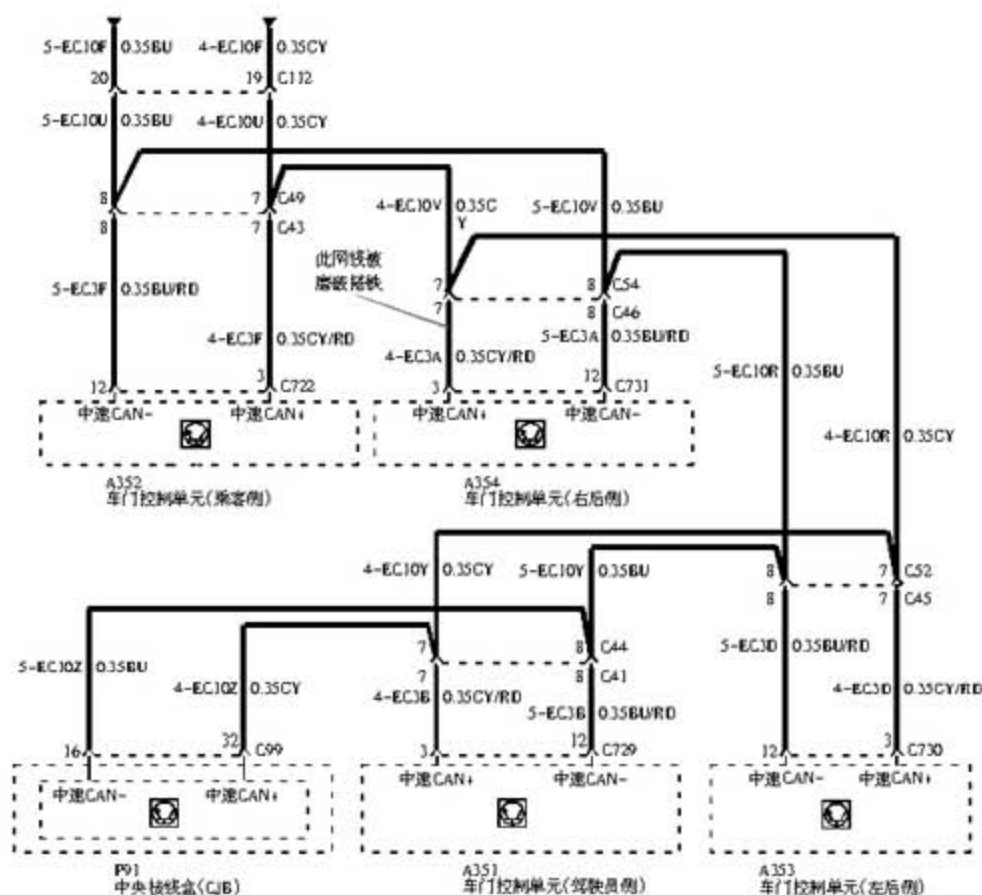 5-EC10F 0.35BU 4-EC10F 0.35CY
20 19 C112
5-EC10U 0.35BU 4-EC10U 0.35CY
8 7 C49
8 7 C43
4-EC10V 0.35C
Y
5-EC10V 0.35BU
此网线被
磨破搭铁
7 8 C54
7 8 C46
5-EC3F 0.35BU/RD
4-EC3F 0.35CY/RD
4-EC3A 0.35CY/RD
5-EC3A 0.35BU/RD
5-EC10R 0.35BU
4-EC10R 0.35CY
12 3 C722
3 12 C731
中速CAN- 中速CAN+
中速CAN+ 中速CAN-
A352
车门控制单元(乘客侧)
A354
车门控制单元(右后侧)
4-EC10Y 0.35CY 5-EC10Y 0.35BU
8 7 C52
8 7 C45
7 8 C44
7 8 C41
5-EC10Z 0.35BU
4-EC10Z 0.35CY
4-EC3B 0.35CY/RD
5-EC3B 0.35BU/RD
5-EC3D 0.35BU/RD
4-EC3D 0.35CY/RD
16 32 C99
3 12 C729
12 3 C730
中速CAN- 中速CAN+
中速CAN+ 中速CAN-
中速CAN- 中速CAN+
P91
中央接线盒(CJB)
A351
车门控制单元(驾驶员侧)
A353
车门控制单元(左后侧)